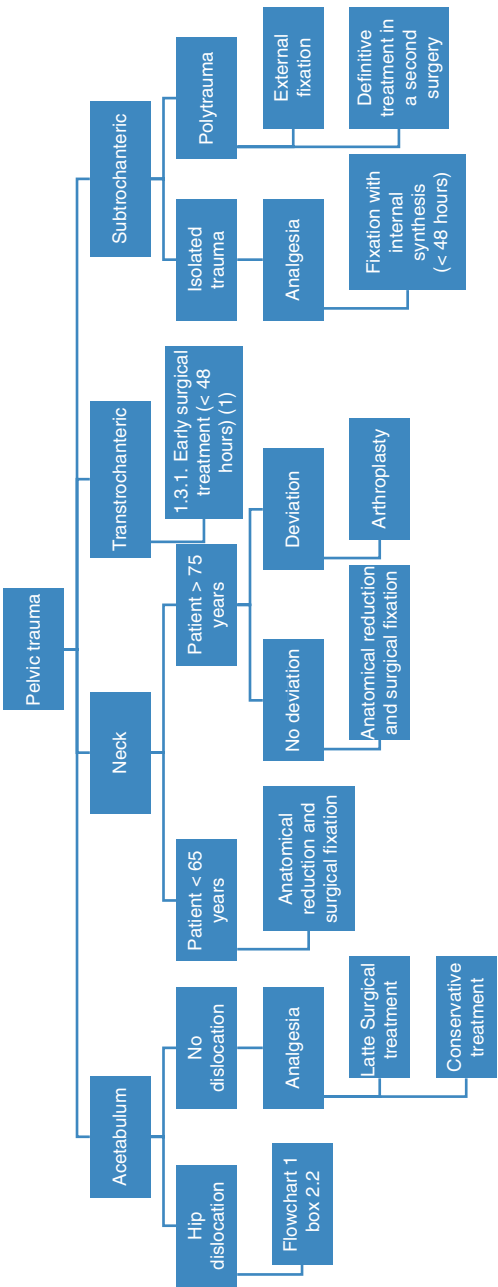 Pelvic trauma
Acetabulum
Neck
Transtrochanteric
Subtrochanteric
Hip
dislocation
No
dislocation
Patient < 65
years
Patient > 75
years
1.3.1. Early surgical
treatment (< 48
hours) (1)
Isolated
trauma
Polytrauma
Flowchart 1
box 2.2
Analgesia
Latte Surgical
treatment
Conservative
treatment
Anatomical
reduction and
surgical fixation
No deviation
Anatomical reduction
and surgical fixation
Deviation
Arthroplasty
Analgesia
Fixation with
internal
synthesis
(< 48 hours)
External
fixation
Definitive
treatment in
a second
surgery